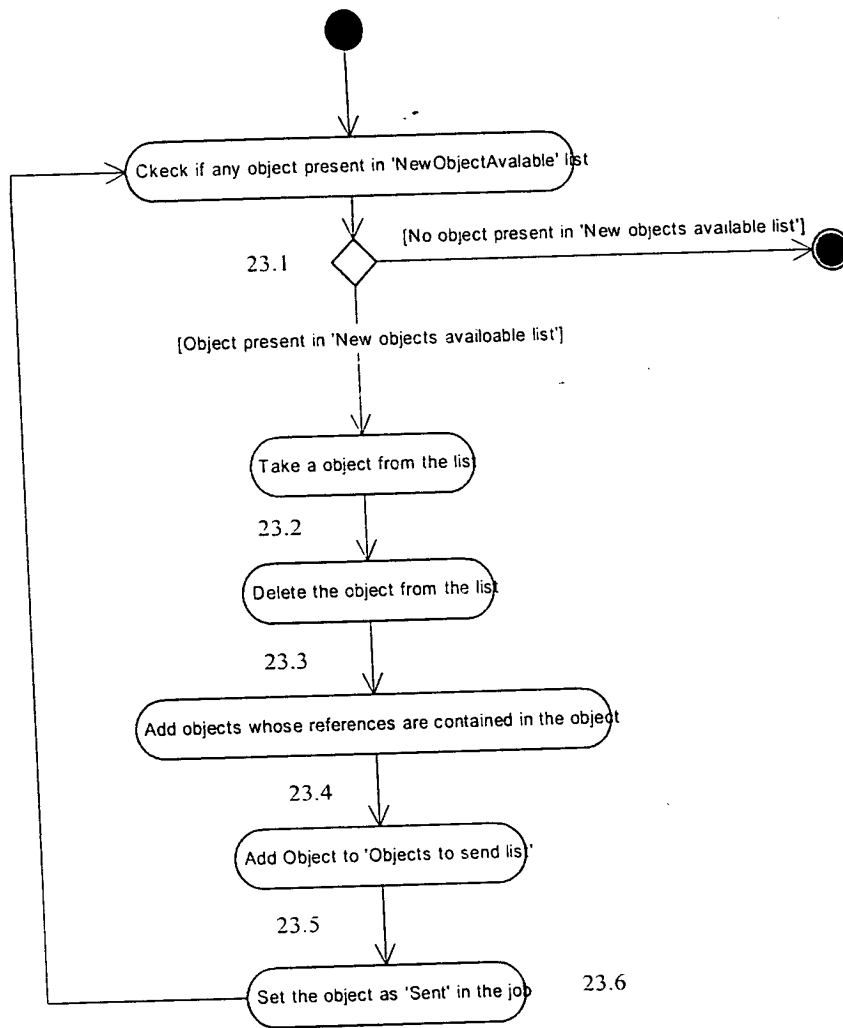 Ckeck if any object present in 'NewObjectAvalable' list
[No object present in 'New objects available list']
23.1
[Object present in 'New objects availoable list']
Take a object from the list
23.2
Delete the object from the list
23.3
Add objects whose references are contained in the object
23.4
Add Object to 'Objects to send list'
23.5
Set the object as 'Sent' in the job
23.6